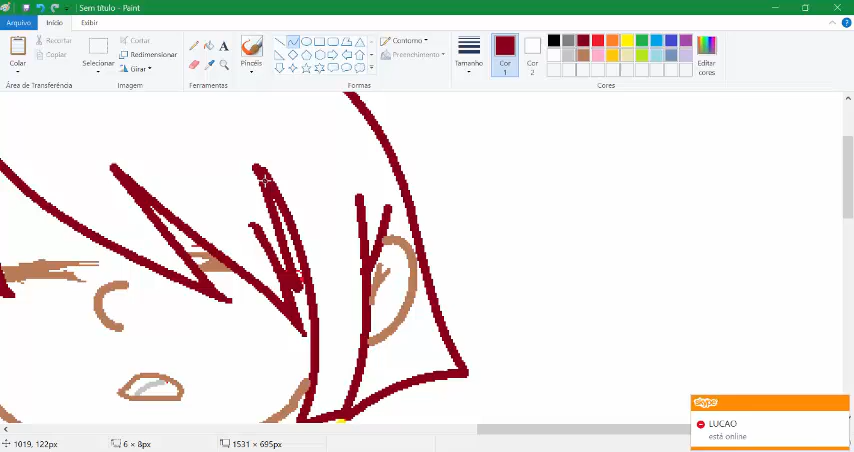 Sem título - Paint
Arquivo Início Exibir
Colar
Recortar
Copiar
Área de Transferência
Selecionar
Cortar
Redimensionar
Girar
Imagem
A
Ferramentas
Pincéis
Contorno
Preenchimento
Formas
Tamanho
Cor 1
Cor 2
Editar cores
Cores
skype
LUCAO
está online
1019, 122px
6 × 8px
1531 × 695px